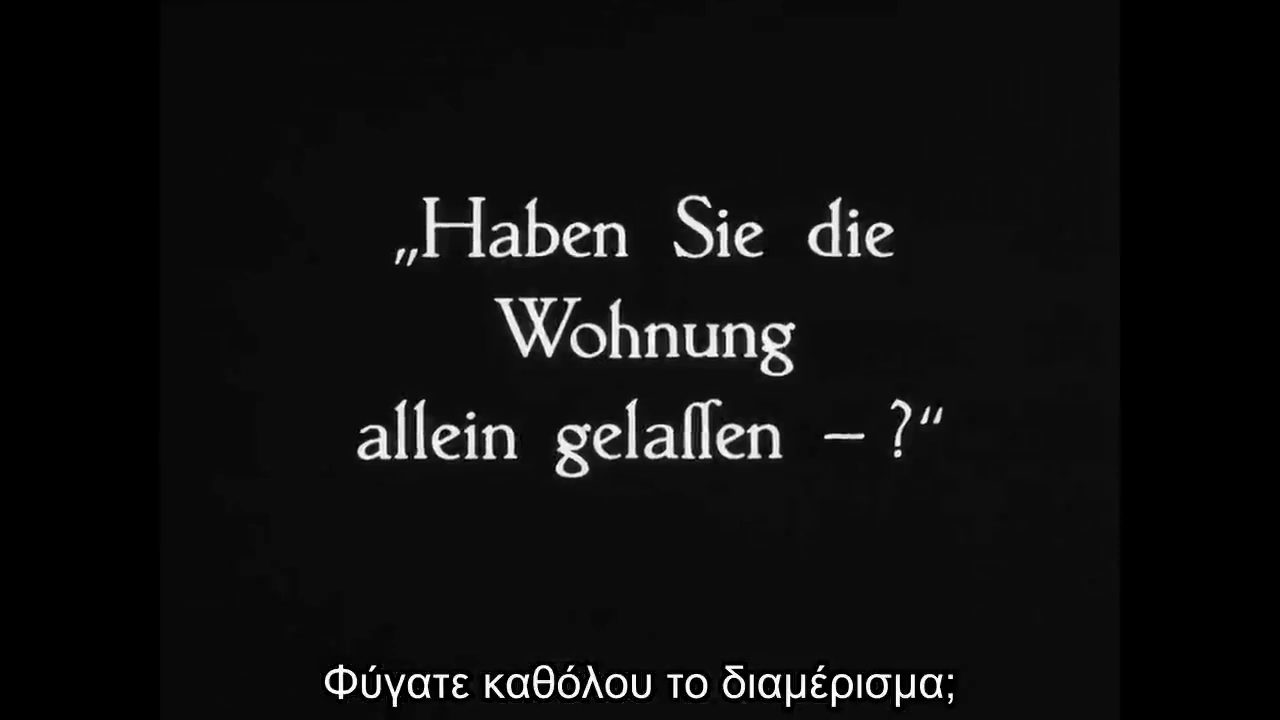 „Haben Sie die
Wohnung
allein gelaſſen – ?“
Φύγατε καθόλου το διαμέρισμα;